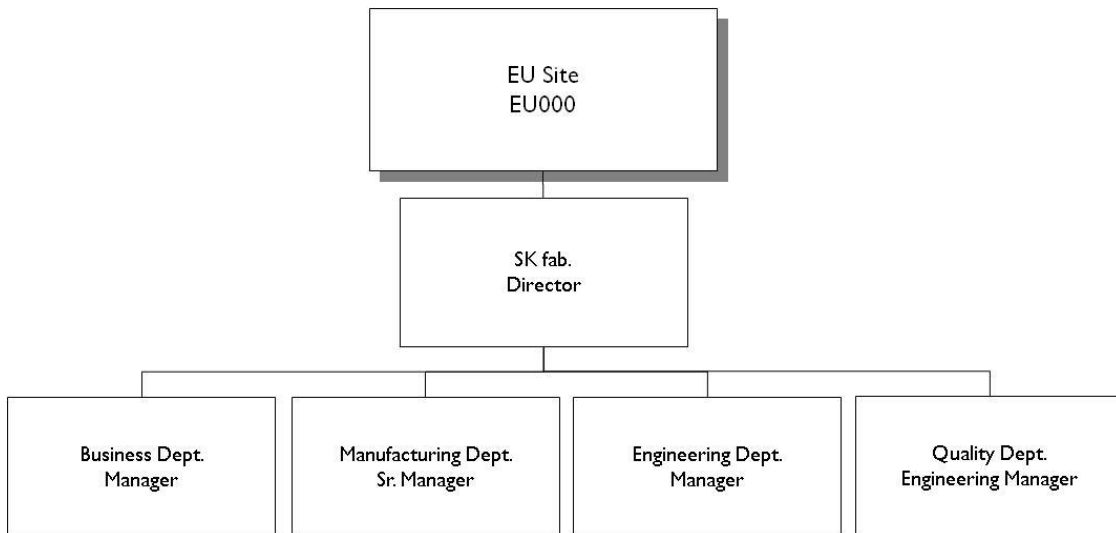 EU Site
EU000
SK fab.
Director
Business Dept.
Manager
Manufacturing Dept.
Sr. Manager
Engineering Dept.
Manager
Quality Dept.
Engineering Manager